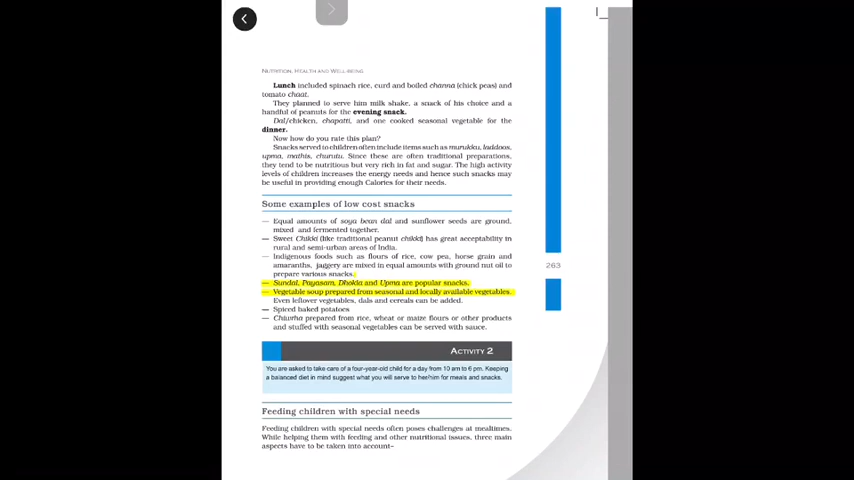 NUTRITION, HEALTH AND WELL-BEING
Lunch included spinach rice, curd and boiled channa (chick peas) and
tomato chaat.
They planned to serve him milk shake, a snack of his choice and a
handful of peanuts for the evening snack.
Dal/chicken, chapatti, and one cooked seasonal vegetable for the
dinner.
Now how do you rate this plan?
Snacks served to children often include items such as murukku, laddoos,
upma, mathis, churutu. Since these are often traditional preparations,
they tend to be nutritious but very rich in fat and sugar. The high activity
levels of children increases the energy needs and hence such snacks may
be useful in providing enough Calories for their needs.
Some examples of low cost snacks
— Equal amounts of soya bean dal and sunflower seeds are ground,
mixed and fermented together.
— Sweet Chikki (like traditional peanut chikki) has great acceptability in
rural and semi-urban areas of India.
— Indigenous foods such as flours of rice, cow pea, horse grain and
amaranths, jaggery are mixed in equal amounts with ground nut oil to
prepare various snacks.
— Sundal, Payasam, Dhokla and Upma are popular snacks.
— Vegetable soup prepared from seasonal and locally available vegetables.
Even leftover vegetables, dals and cereals can be added.
— Spiced baked potatoes
— Chiwrha prepared from rice, wheat or maize flours or other products
and stuffed with seasonal vegetables can be served with sauce.
263
ACTIVITY 2
You are asked to take care of a four-year-old child for a day from 10 am to 6 pm. Keeping
a balanced diet in mind suggest what you will serve to her/him for meals and snacks.
Feeding children with special needs
Feeding children with special needs often poses challenges at mealtimes.
While helping them with feeding and other nutritional issues, three main
aspects have to be taken into account–